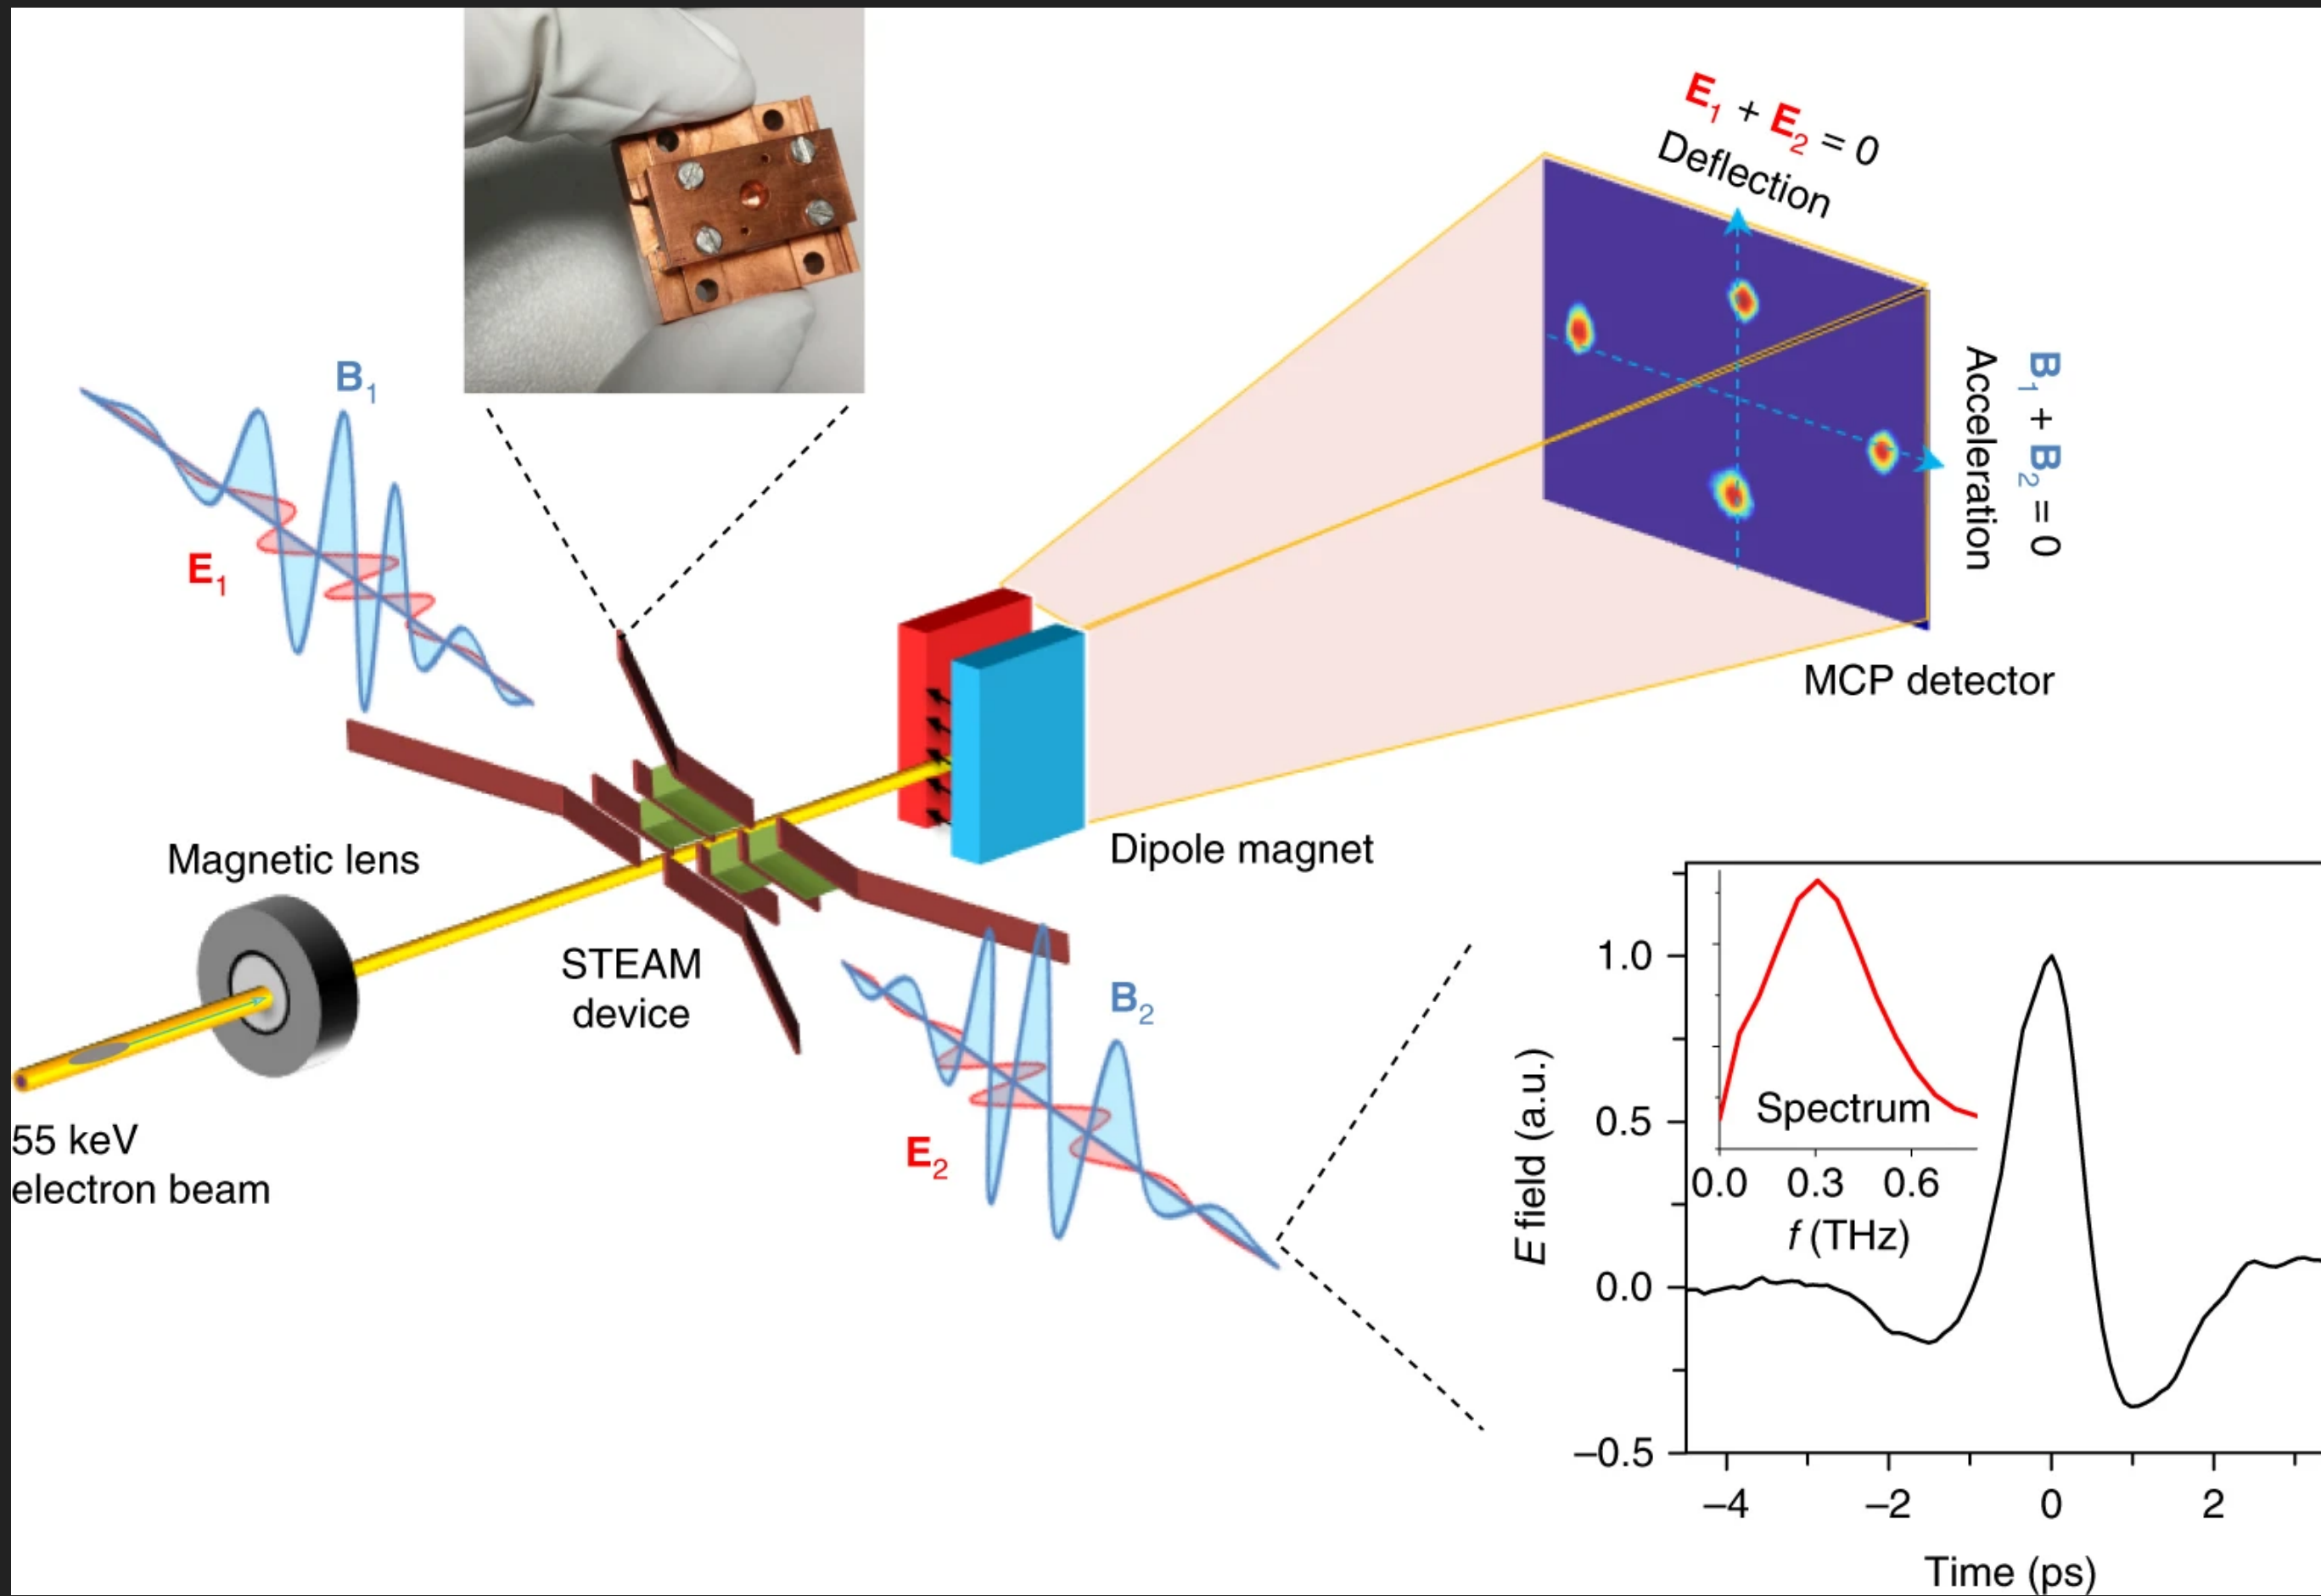 E1 + E2 = 0
Deflection
B1 + B2 = 0
Acceleration
MCP detector
B1
E1
Magnetic lens
Dipole magnet
STEAM
device
55 keV
electron beam
B2
E2
E field (a.u.)
1.0
0.5
0.0
–0.5
Spectrum
0.0 0.3 0.6
f (THz)
–4 –2 0 2
Time (ps)